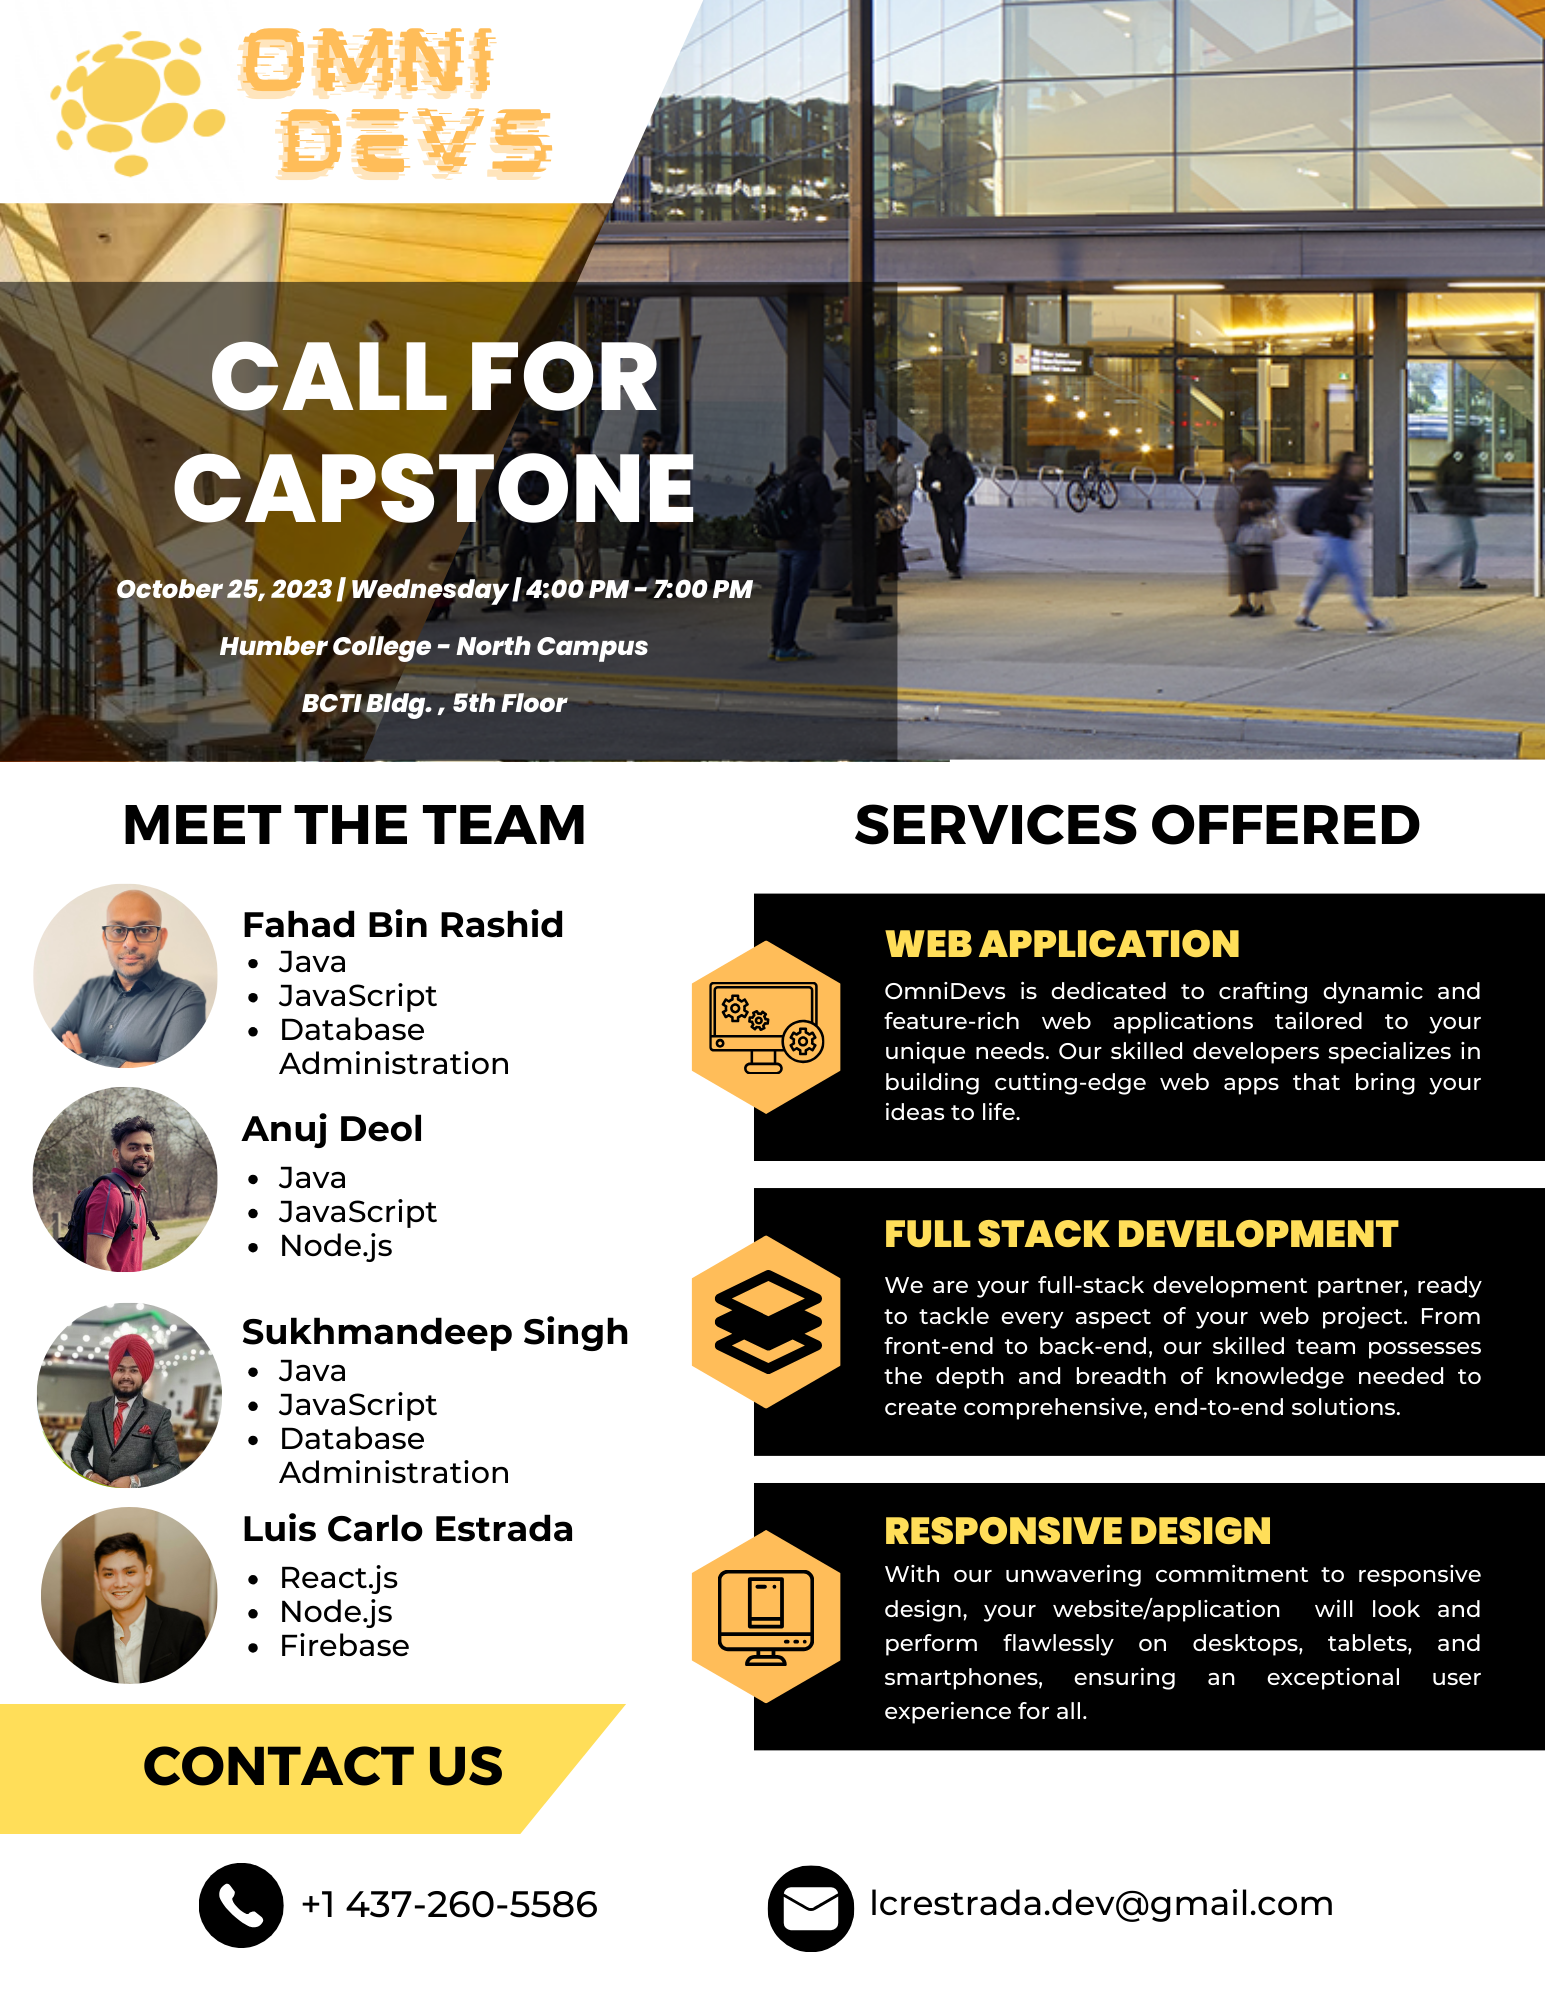 OMNI
DEVS
CALL FOR
CAPSTONE
October 25, 2023 | Wednesday | 4:00 PM - 7:00 PM
Humber College - North Campus
BCTI Bldg. , 5th Floor
MEET THE TEAM
Fahad Bin Rashid
• Java
• JavaScript
• Database
Administration
Anuj Deol
• Java
• JavaScript
• Node.js
Sukhmandeep Singh
• Java
• JavaScript
• Database
Administration
Luis Carlo Estrada
• React.js
• Node.js
• Firebase
SERVICES OFFERED
WEB APPLICATION
OmniDevs is dedicated to crafting dynamic and
feature-rich web applications tailored to your
unique needs. Our skilled developers specializes in
building cutting-edge web apps that bring your
ideas to life.
FULL STACK DEVELOPMENT
We are your full-stack development partner, ready
to tackle every aspect of your web project. From
front-end to back-end, our skilled team possesses
the depth and breadth of knowledge needed to
create comprehensive, end-to-end solutions.
RESPONSIVE DESIGN
With our unwavering commitment to responsive
design, your website/application will look and
perform flawlessly on desktops, tablets, and
smartphones, ensuring an exceptional user
experience for all.
CONTACT US
+1 437-260-5586
lcrestrada.dev@gmail.com
3